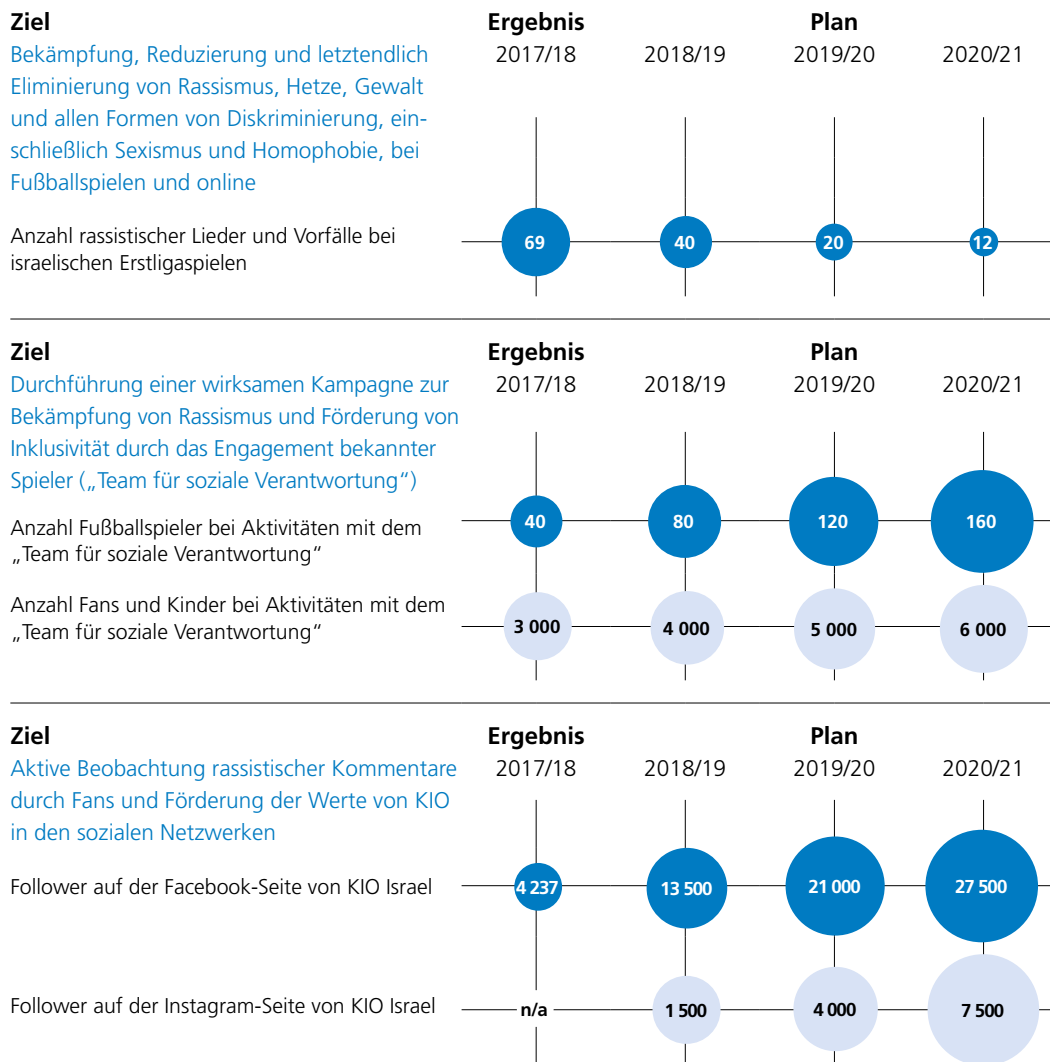 Ziel
Ergebnis
Plan
Bekämpfung, Reduzierung und letztendlich
Eliminierung von Rassismus, Hetze, Gewalt
und allen Formen von Diskriminierung, ein-
schließlich Sexismus und Homophobie, bei
Fußballspielen und online
2017/18 2018/19 2019/20 2020/21
Anzahl rassistischer Lieder und Vorfälle bei
israelischen Erstligaspielen
69 40 20 12
Ziel
Ergebnis
Plan
Durchführung einer wirksamen Kampagne zur
Bekämpfung von Rassismus und Förderung von
Inklusivität durch das Engagement bekannter
Spieler („Team für soziale Verantwortung“)
2017/18 2018/19 2019/20 2020/21
Anzahl Fußballspieler bei Aktivitäten mit dem
„Team für soziale Verantwortung“
40 80 120 160
Anzahl Fans und Kinder bei Aktivitäten mit dem
„Team für soziale Verantwortung“
3 000 4 000 5 000 6 000
Ziel
Ergebnis
Plan
Aktive Beobachtung rassistischer Kommentare
durch Fans und Förderung der Werte von KIO
in den sozialen Netzwerken
2017/18 2018/19 2019/20 2020/21
Follower auf der Facebook-Seite von KIO Israel
4 237 13 500 21 000 27 500
Follower auf der Instagram-Seite von KIO Israel
n/a 1 500 4 000 7 500